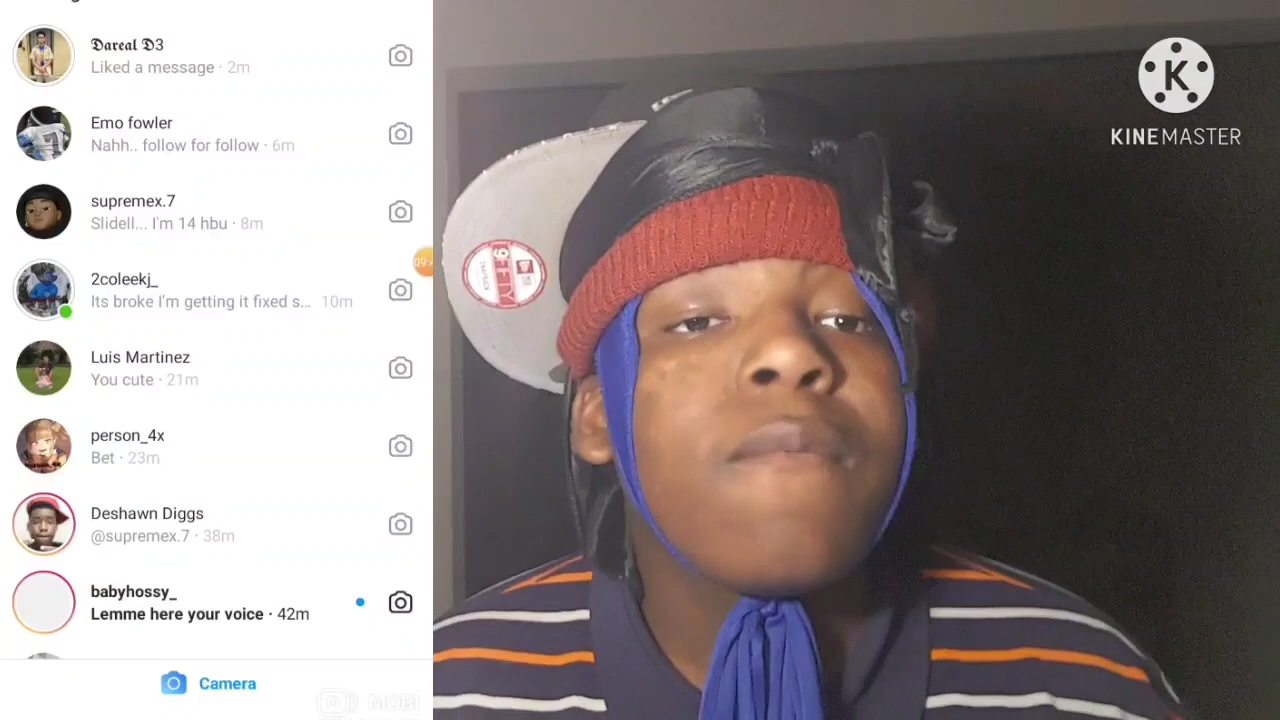 𝕯𝖆𝖗𝖊𝖆𝖑 𝕯3
Liked a message · 2m
Emo fowler
Nahh.. follow for follow · 6m
supremex.7
Slidell... I'm 14 hbu · 8m
2coleekj_
Its broke I'm getting it fixed s... 10m
Luis Martinez
You cute · 21m
person_4x
Bet · 23m
Deshawn Diggs
@supremex.7 · 38m
babyhossy_
Lemme here your voice · 42m
Camera
MOBI
K
KINEMASTER